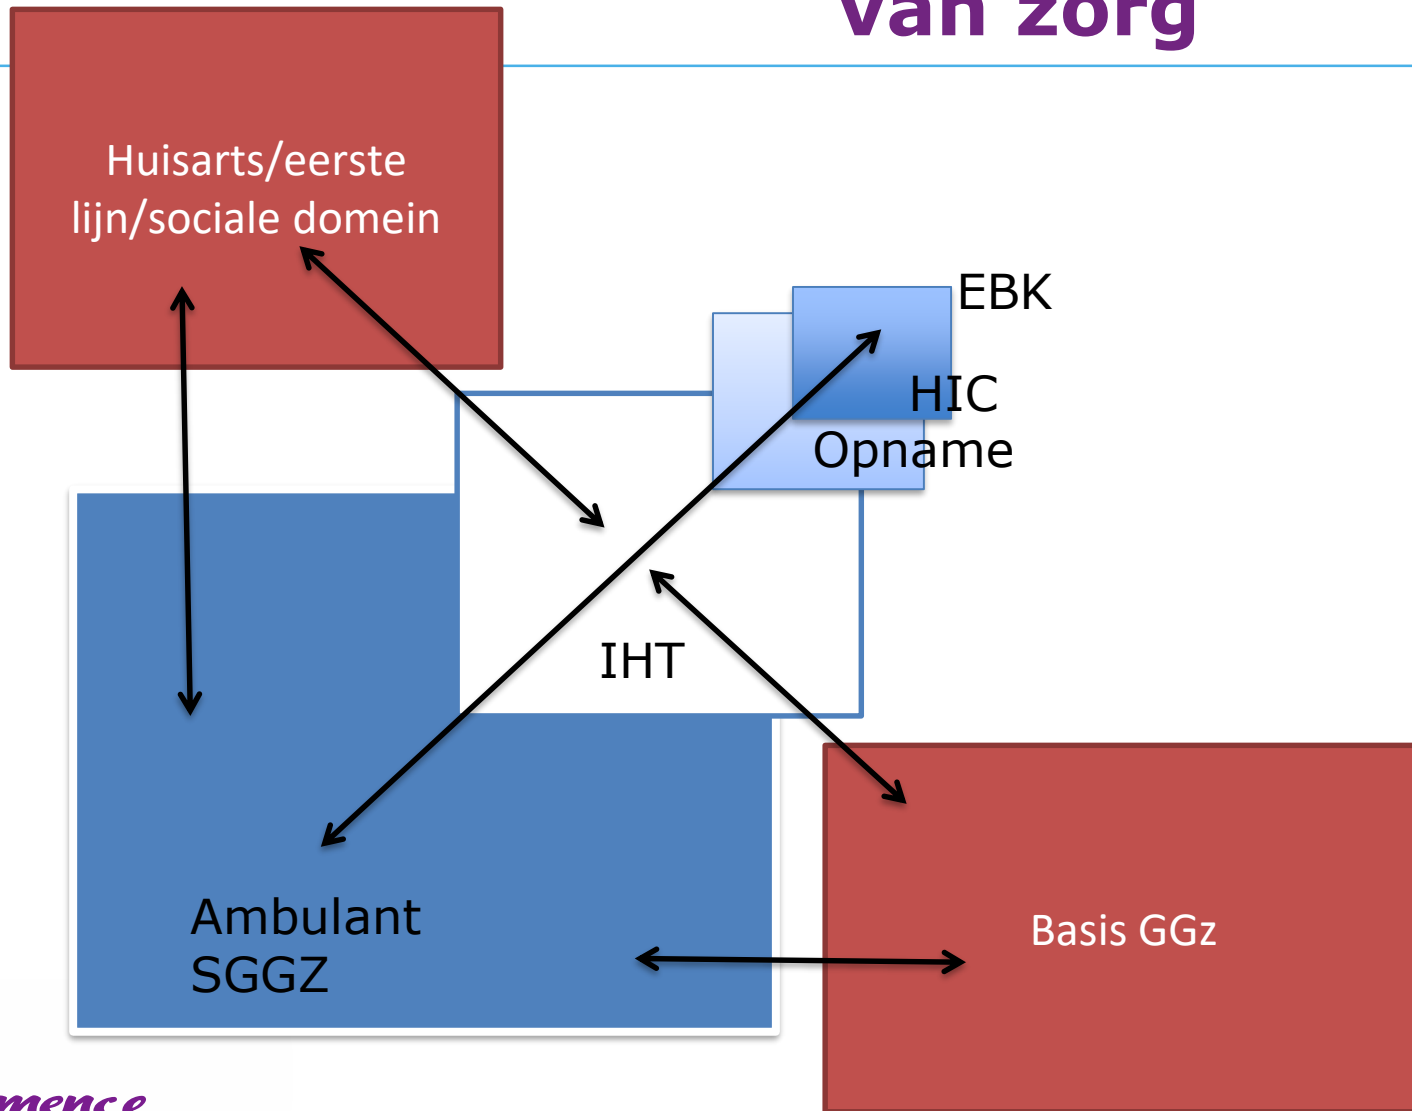 van zorg
Huisarts/eerste
lijn/sociale domein
EBK
HIC
Opname
IHT
Ambulant
SGGZ
Basis GGz